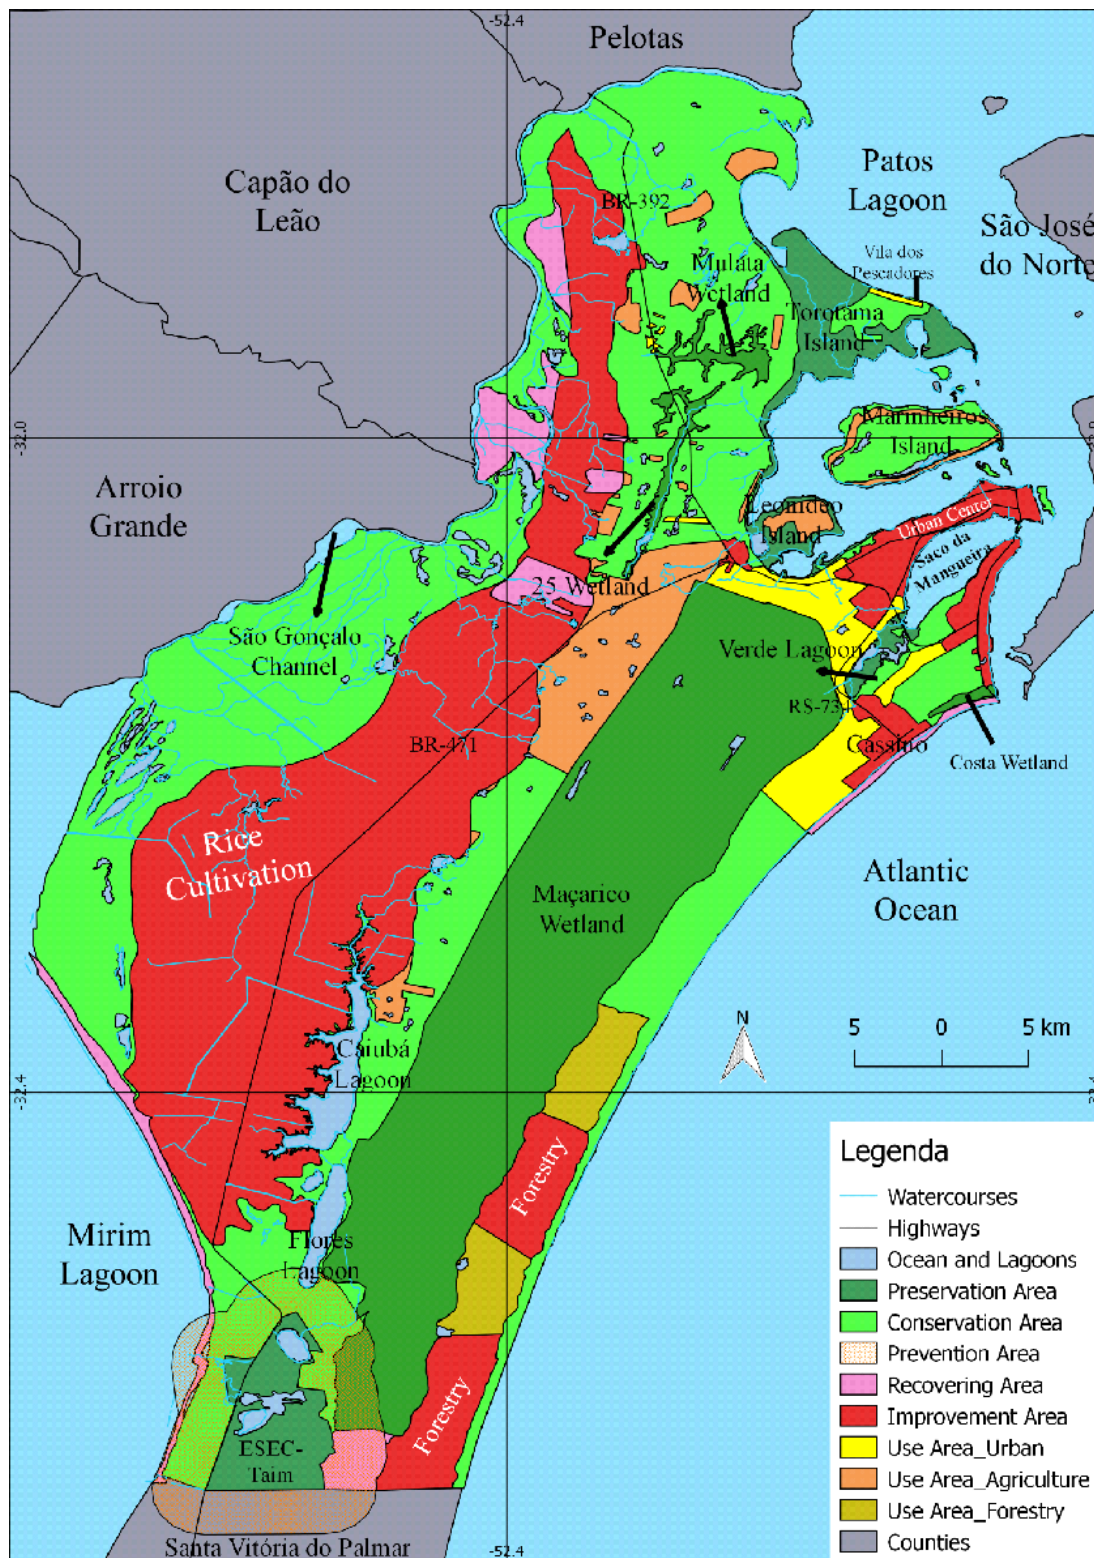 -52.4
Pelotas
Capão do
Leão
Patos
Lagoon
BR-392
São José
do Norte
Vila dos
Pescadores
Mulata
Wetland
Torotama
Island
Marinheiros
Island
-32.0
Arroio
Grande
Leonídeo
Island
Urban Center
Saco da
Mangueira
25 Wetland
São Gonçalo
Channel
Verde Lagoon
RS-734
BR-471
Cassino
Costa Wetland
Rice
Cultivation
Atlantic
Ocean
Maçarico
Wetland
N
5 0 5 km
Caiubá
Lagoon
-32.4
Forestry
Mirim
Lagoon
Flores
Lagoon
Forestry
ESEC-
Taim
Santa Vitória do Palmar
-52.4
Legenda
Watercourses
Highways
Ocean and Lagoons
Preservation Area
Conservation Area
Prevention Area
Recovering Area
Improvement Area
Use Area_Urban
Use Area_Agriculture
Use Area_Forestry
Counties